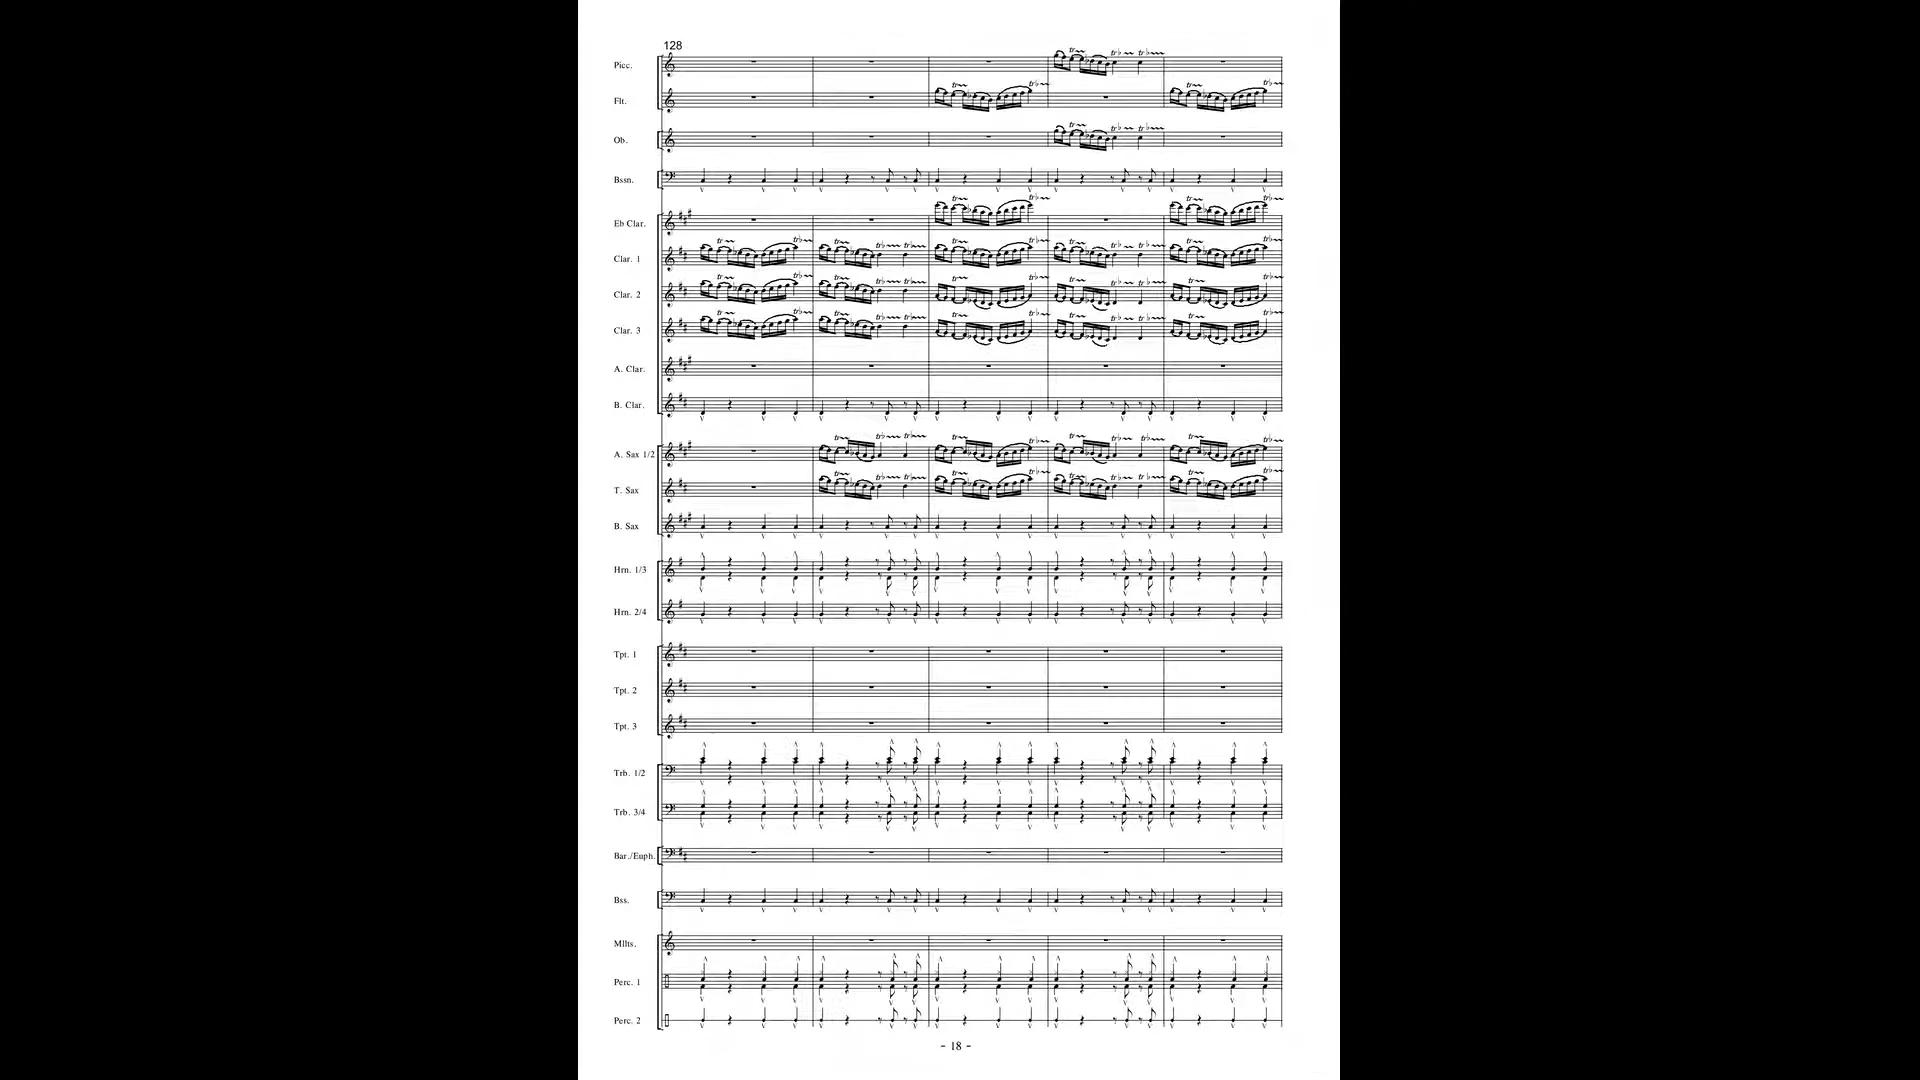 128
Picc.
Flt.
Ob.
Bssn.
Eb Clar.
Clar. 1
Clar. 2
Clar. 3
A. Clar.
B. Clar.
A. Sax 1/2
T. Sax
B. Sax
Hrn. 1/3
Hrn. 2/4
Tpt. 1
Tpt. 2
Tpt. 3
Trb. 1/2
Trb. 3/4
Bar./Euph.
Bss.
Mllts.
Perc. 1
Perc. 2
- 18 -